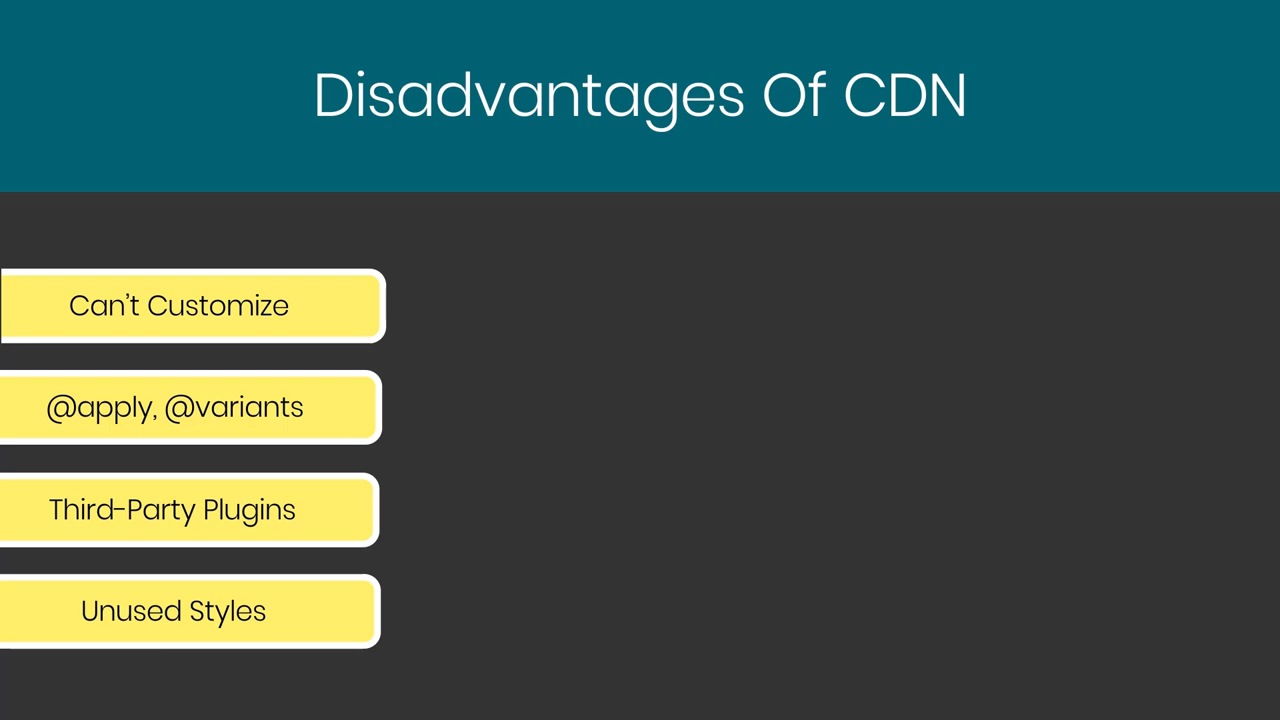 Disadvantages Of CDN
Can’t Customize
@apply, @variants
Third-Party Plugins
Unused Styles